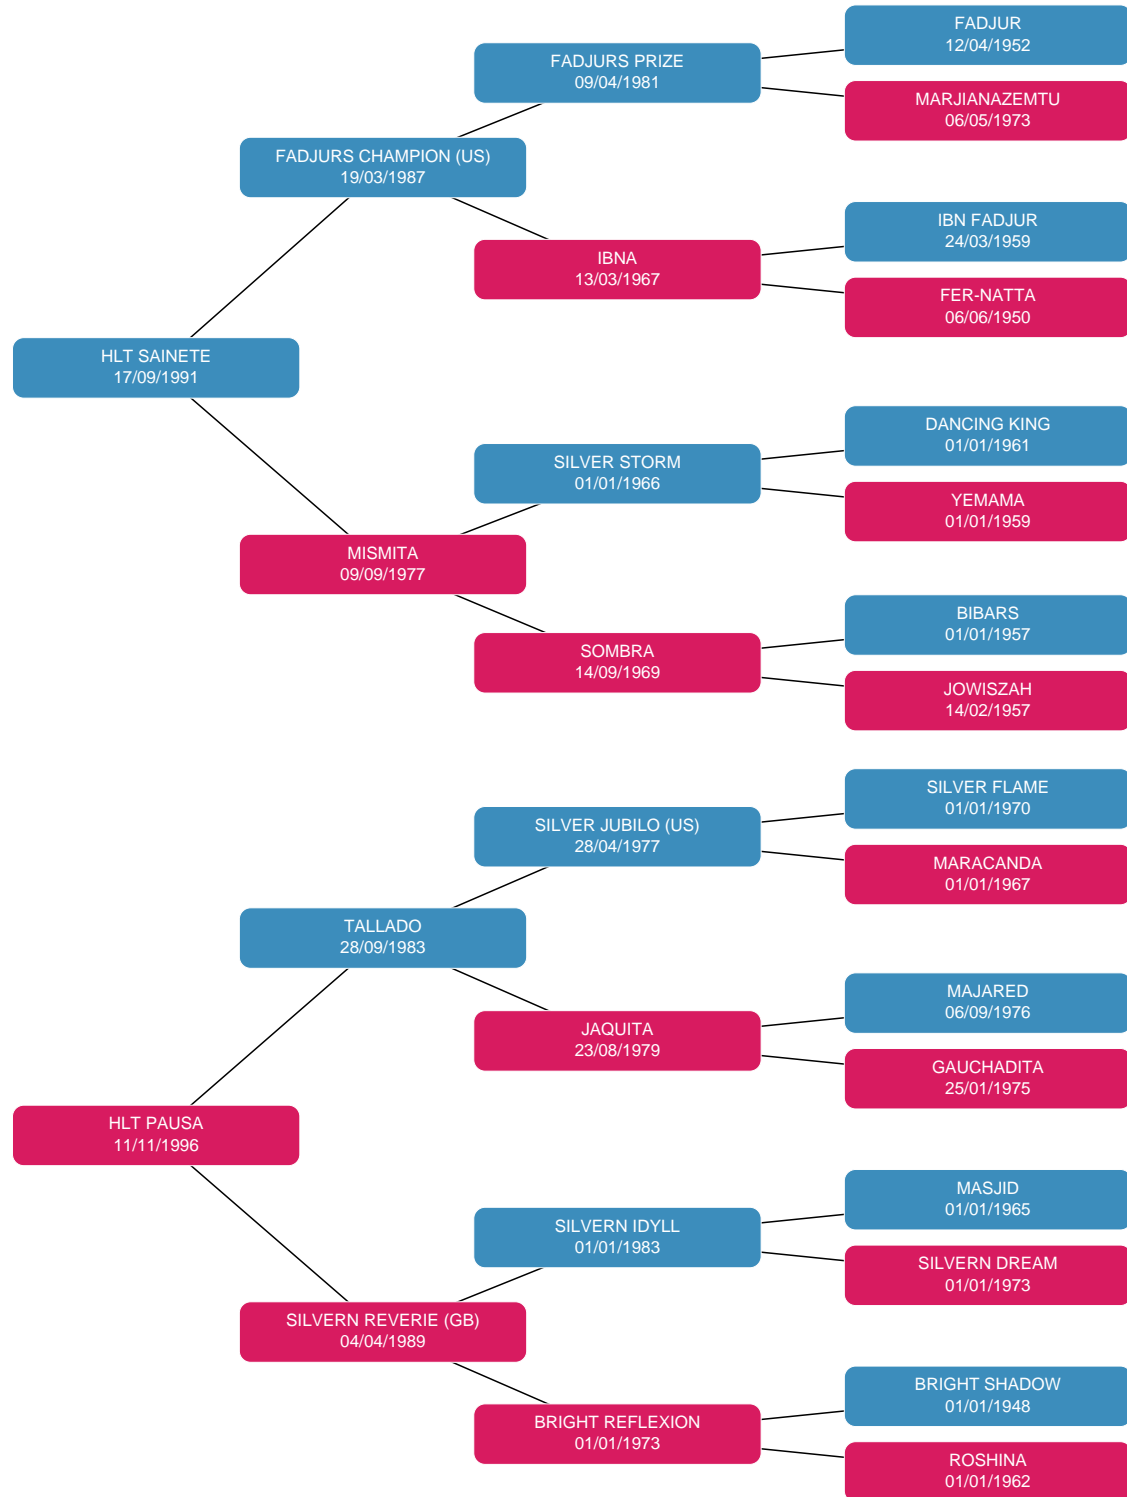 FADJUR
12/04/1952
FADJURS PRIZE
09/04/1981
MARJIANAZEMTU
06/05/1973
FADJURS CHAMPION (US)
19/03/1987
IBN FADJUR
24/03/1959
IBNA
13/03/1967
FER-NATTA
06/06/1950
HLT SAINETE
17/09/1991
DANCING KING
01/01/1961
SILVER STORM
01/01/1966
YEMAMA
01/01/1959
MISMITA
09/09/1977
BIBARS
01/01/1957
SOMBRA
14/09/1969
JOWISZAH
14/02/1957
SILVER FLAME
01/01/1970
SILVER JUBILO (US)
28/04/1977
MARACANDA
01/01/1967
TALLADO
28/09/1983
MAJARED
06/09/1976
JAQUITA
23/08/1979
GAUCHADITA
25/01/1975
HLT PAUSA
11/11/1996
MASJID
01/01/1965
SILVERN IDYLL
01/01/1983
SILVERN DREAM
01/01/1973
SILVERN REVERIE (GB)
04/04/1989
BRIGHT SHADOW
01/01/1948
BRIGHT REFLEXION
01/01/1973
ROSHINA
01/01/1962